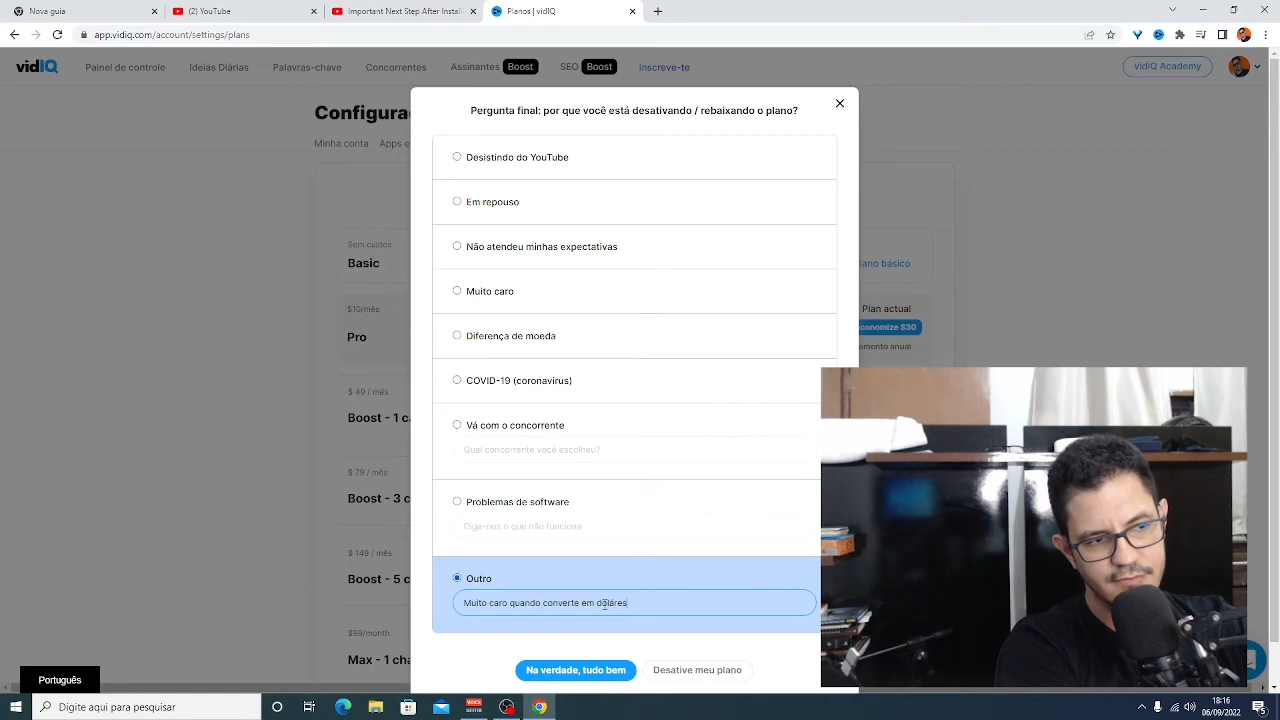 Nova guia
(2) YouTube
Important Next Step After Install
Planos | vidIQ
app.vidiq.com/account/settings/plans
vidIQ
Painel de controle
Ideias Diárias
Palavras-chave
Concorrentes
Assinantes Boost
SEO Boost
Inscreve-te
vidIQ Academy
Configura
Minha conta
Apps e
Pergunta final: por que você está desativando / rebaixando o plano?
Desistindo do YouTube
Em repouso
Não atendeu minhas expectativas
Muito caro
Diferença de moeda
COVID-19 (coronavirus)
Vá com o concorrente
Qual concorrente você escolheu?
Problemas de software
Diga-nos o que não funciona
Outro
Muito caro quando converte em doláres
Na verdade, tudo bem
Desative meu plano
Sem custos
Basic
lano básico
$10/mês
Pro
Plan actual
conomize $30
amento anual
$ 49 / mês
Boost - 1 ca
$ 79 / mês
Boost - 3 c
$ 149 / mês
Boost - 5 c
$99/month
Max - 1 cha
Português
Digite aqui para pesquisar
18:16
06/09/2022